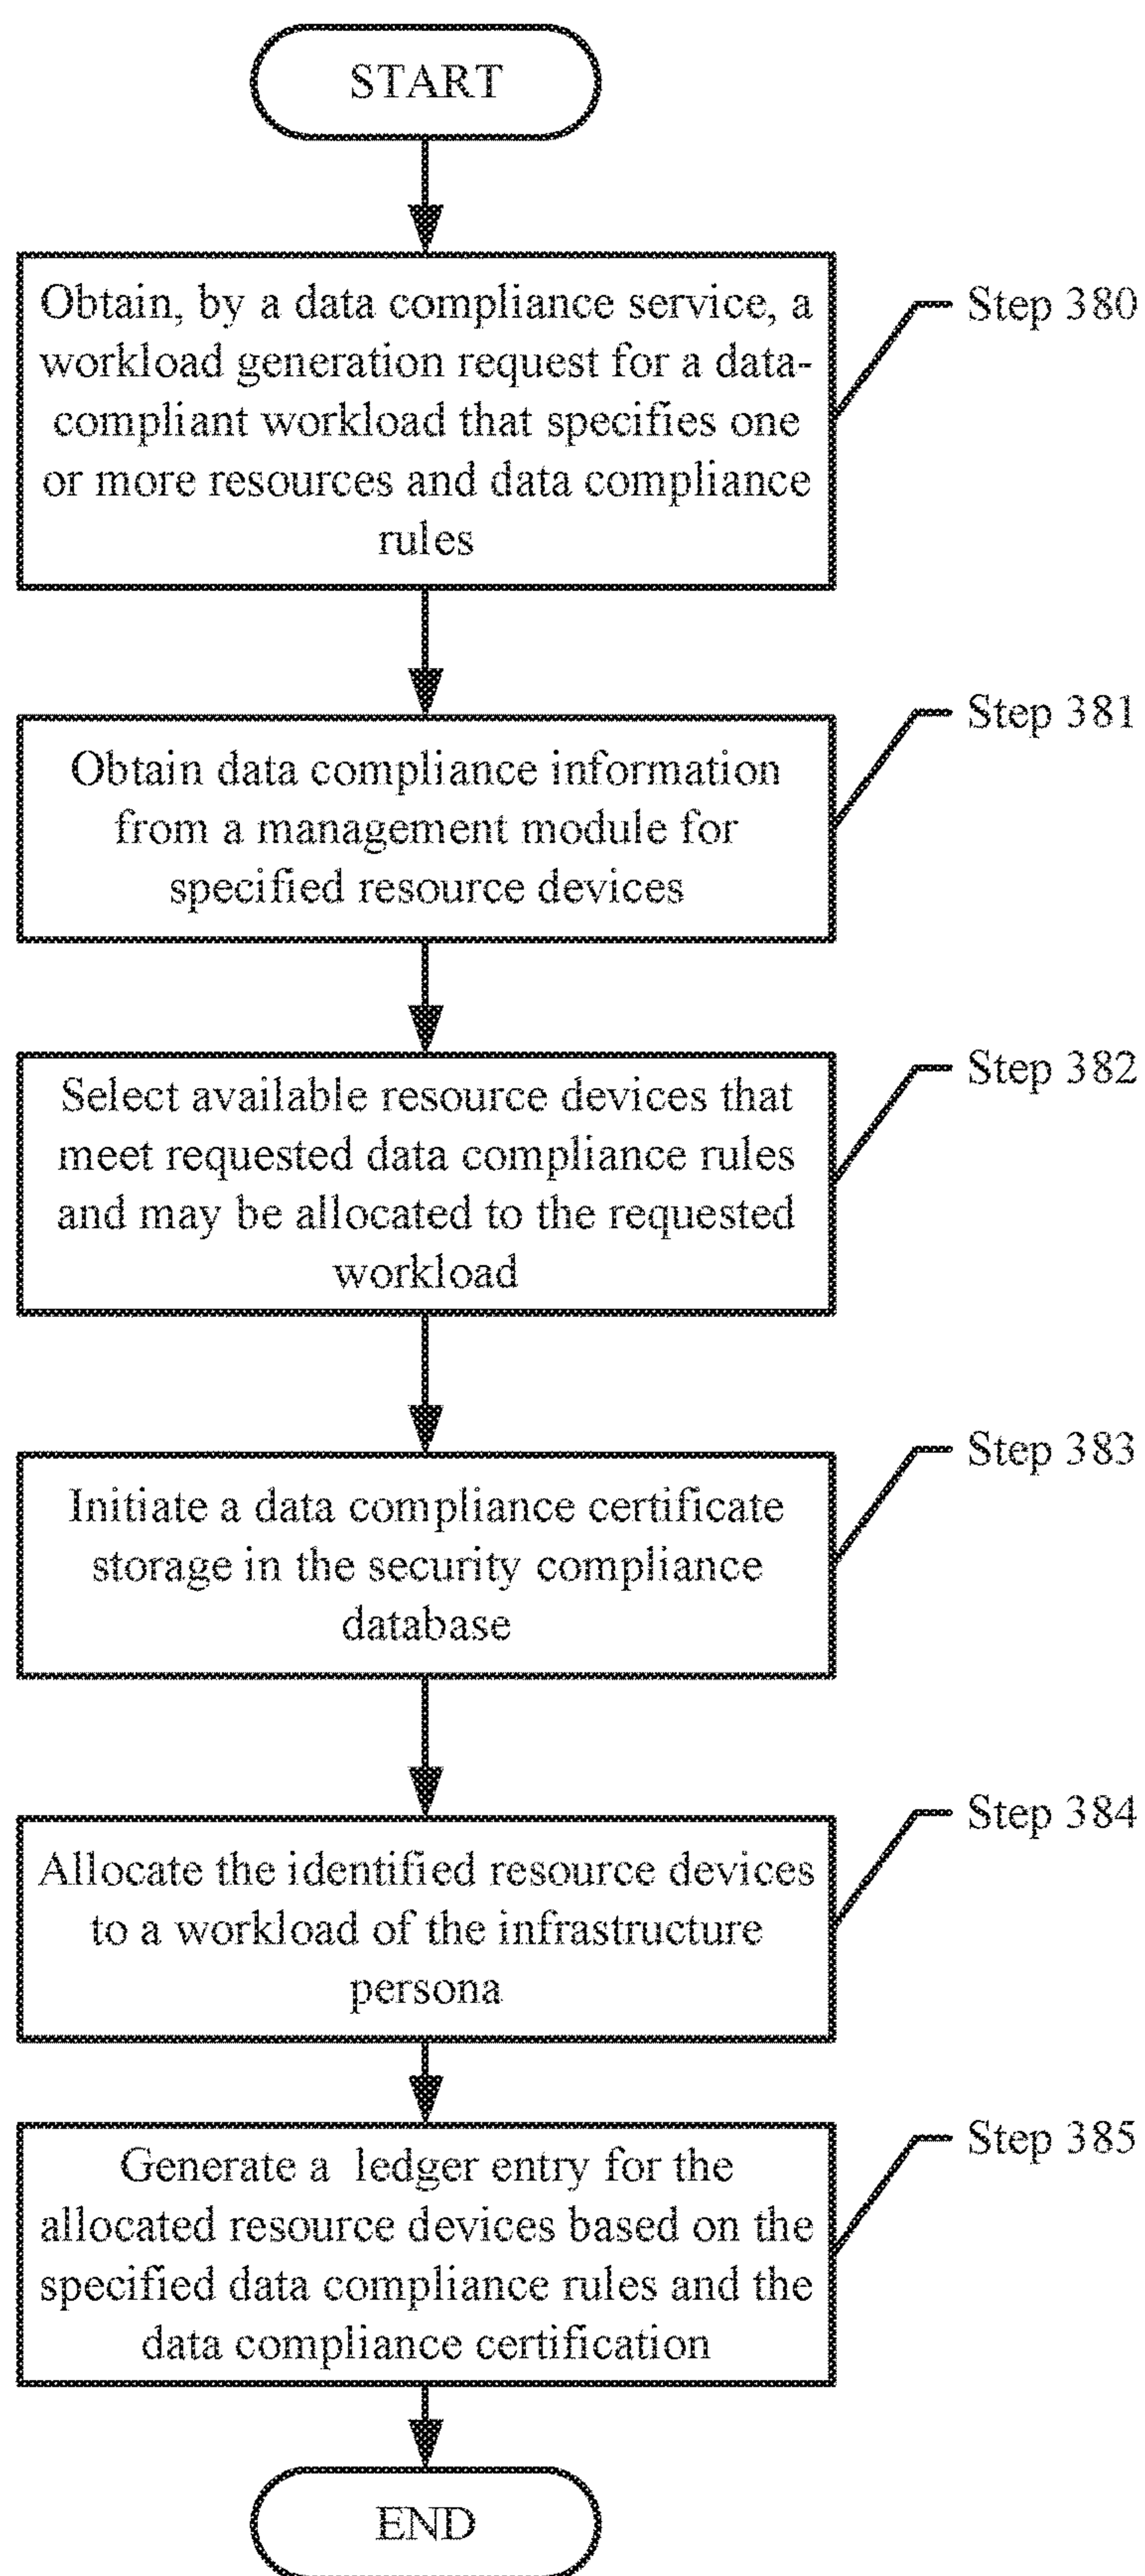 START
Obtain, by a data compliance service, a
workload generation request for a data-
compliant workload that specifies one
or more resources and data compliance
rules
Step 380
Obtain data compliance information
from a management module for
specified resource devices
Step 381
Select available resource devices that
meet requested data compliance rules
and may be allocated to the requested
workload
Step 382
Initiate a data compliance certificate
storage in the security compliance
database
Step 383
Allocate the identified resource devices
to a workload of the infrastructure
persona
Step 384
Generate a ledger entry for the
allocated resource devices based on the
specified data compliance rules and the
data compliance certification
Step 385
END